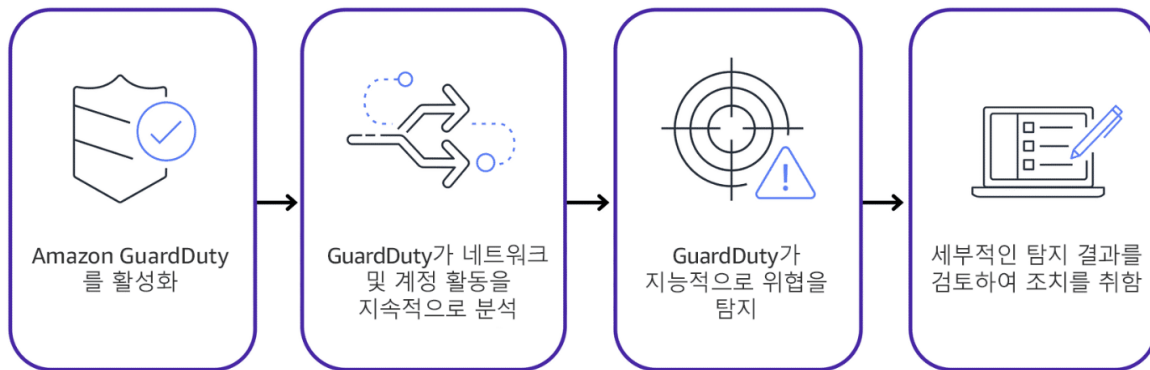 Amazon GuardDuty
를 활성화
GuardDuty가 네트워크
및 계정 활동을
지속적으로 분석
GuardDuty가
지능적으로 위협을
탐지
세부적인 탐지 결과를
검토하여 조치를 취함